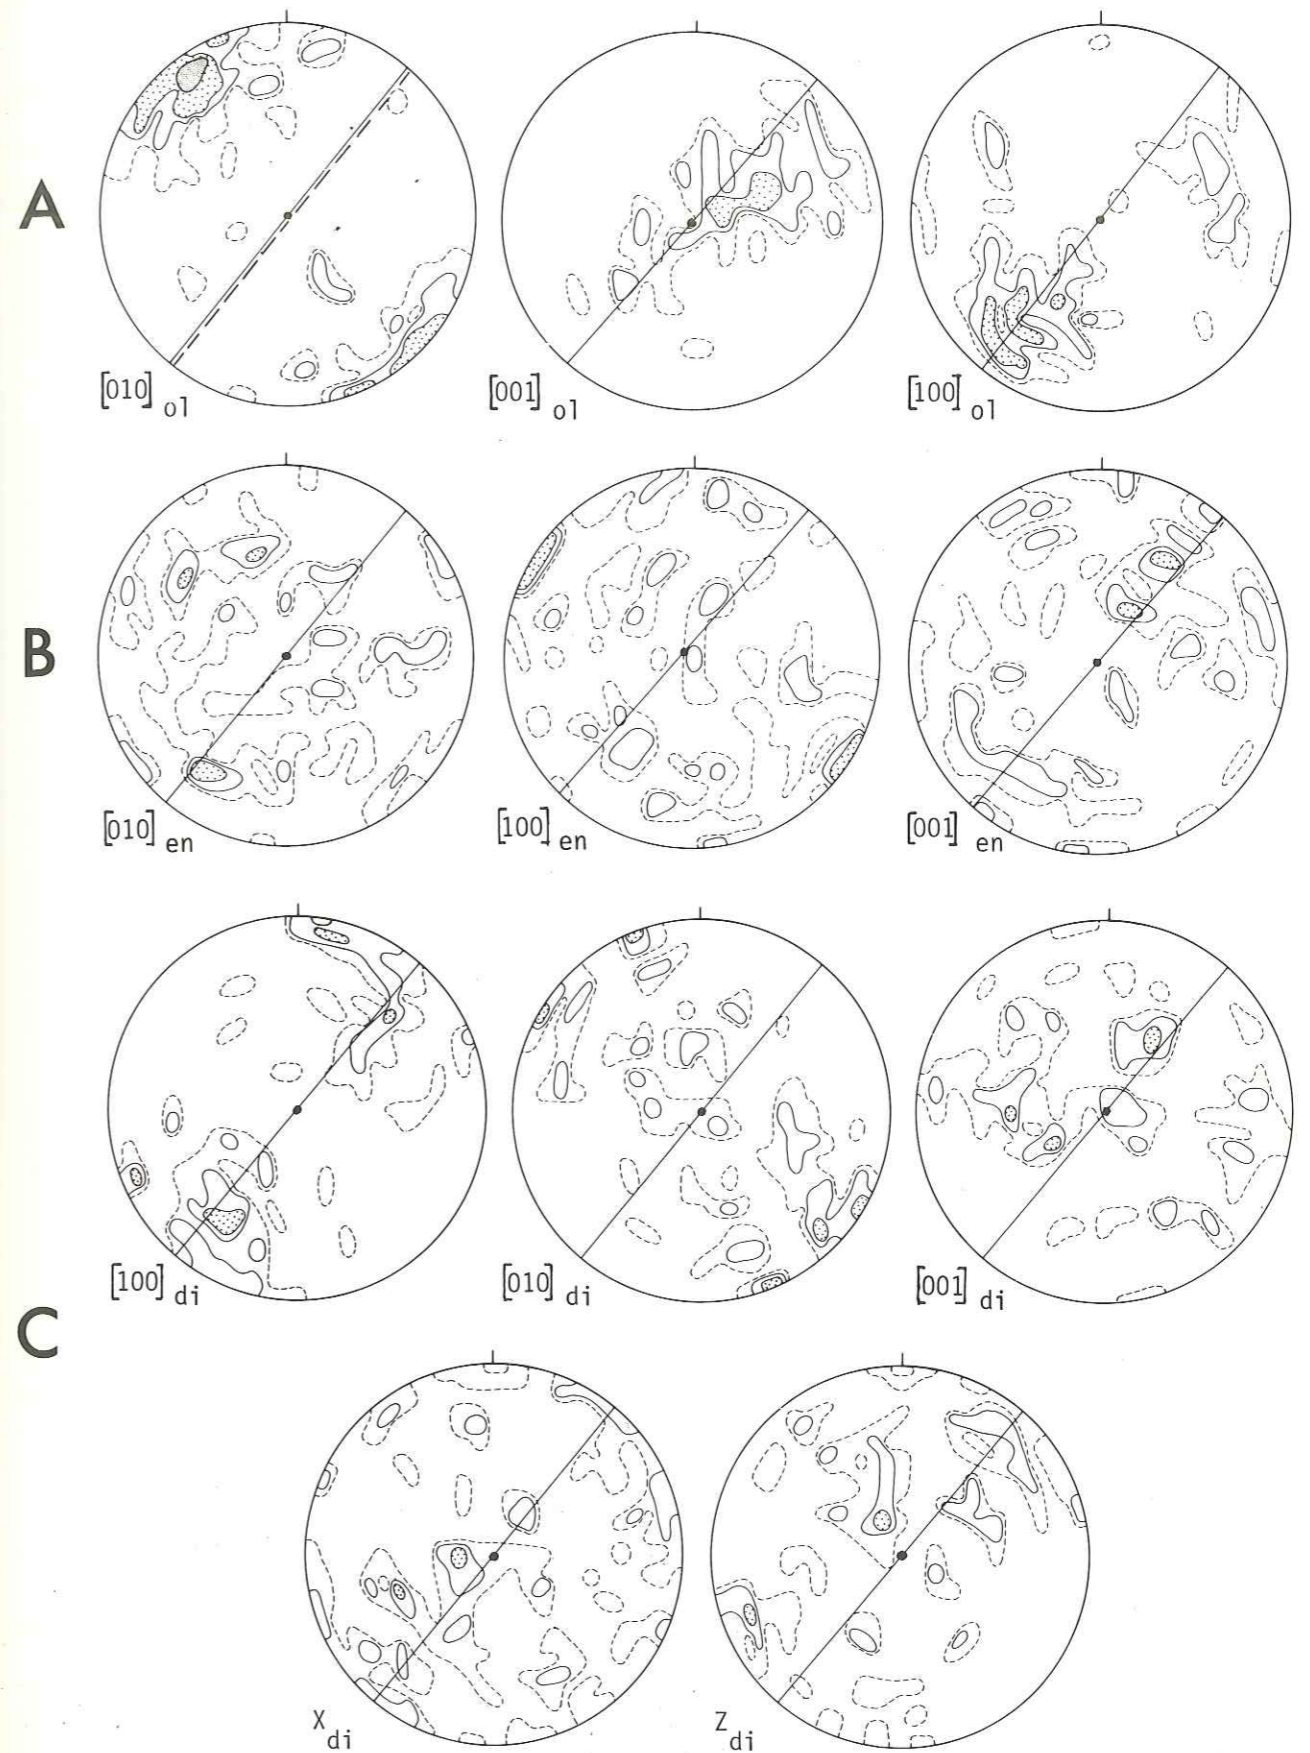 A
[010] ol
[001] ol
[100] ol
B
[010] en
[100] en
[001] en
C
[100] di
[010] di
[001] di
X di
Z di